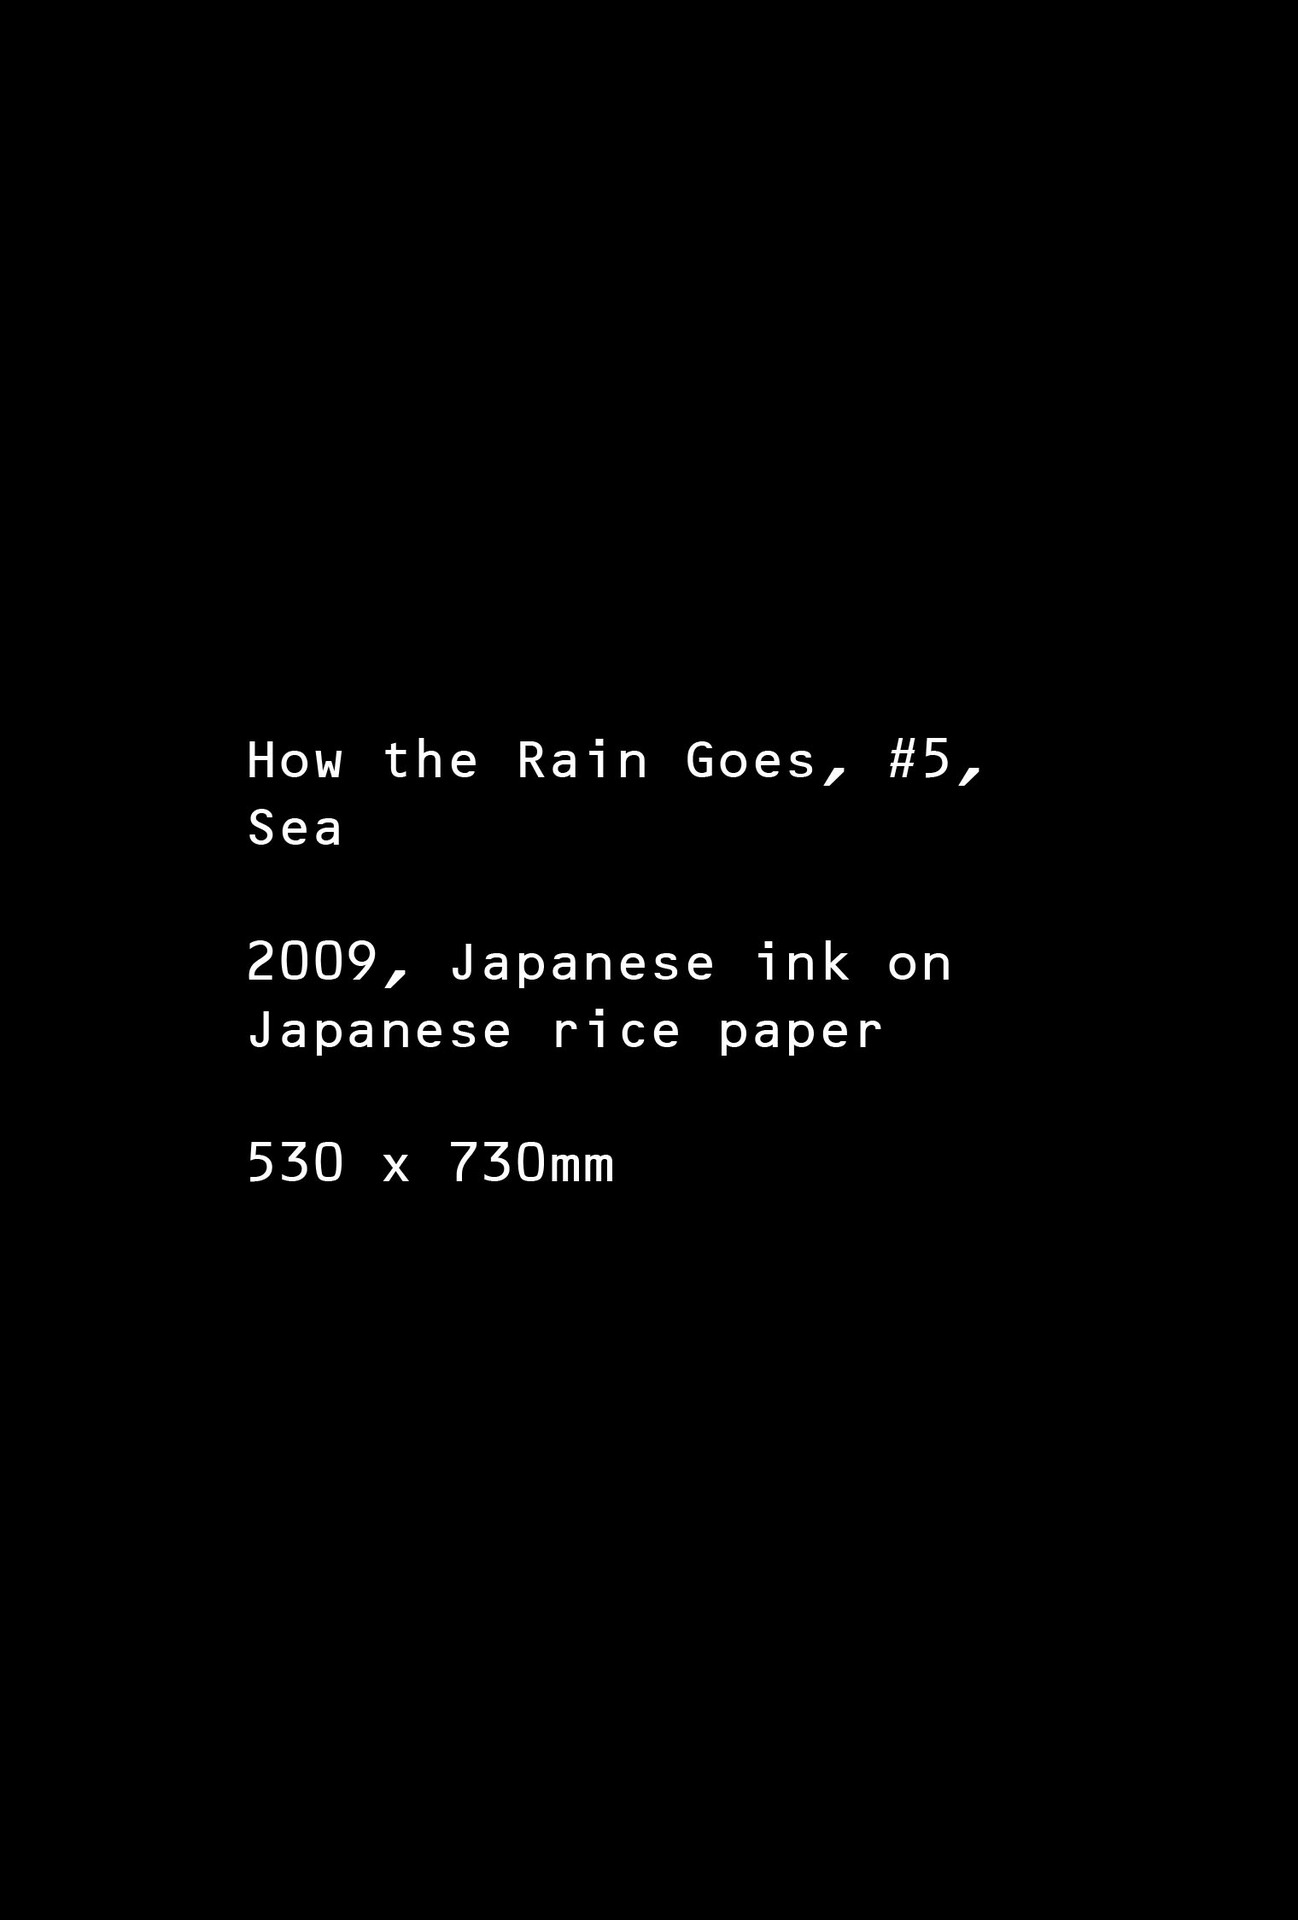 How the Rain Goes, #5,
Sea
2009, Japanese ink on
Japanese rice paper
530 x 730mm